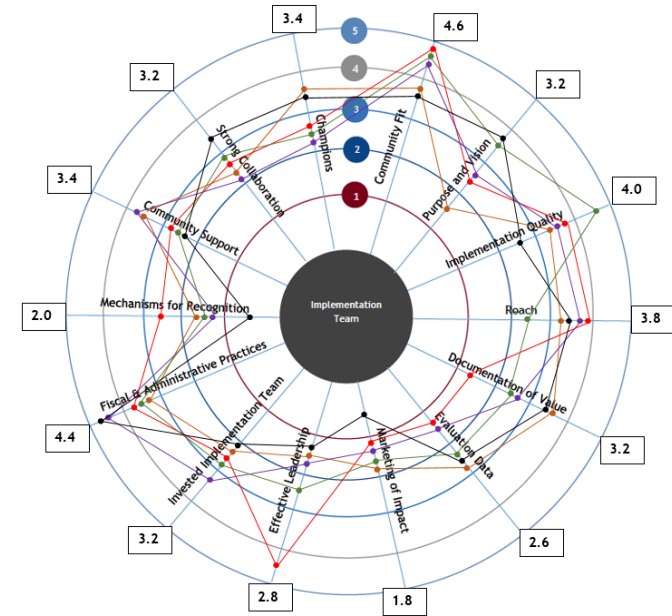 3.4
5
4.6
3.2
4
3.2
3
Champions
Community Fit
Strong Collaboration
2
Purpose and Vision
3.4
4.0
1
Community Support
Implementation Quality
Implementation
Team
2.0
Mechanisms for Recognition
Reach
3.8
Fiscal & Administrative Practices
Documentation of Value
4.4
Invested Implementation Team
Effective Leadership
Marketing of Impact
Evaluation Data
3.2
3.2
2.6
2.8
1.8